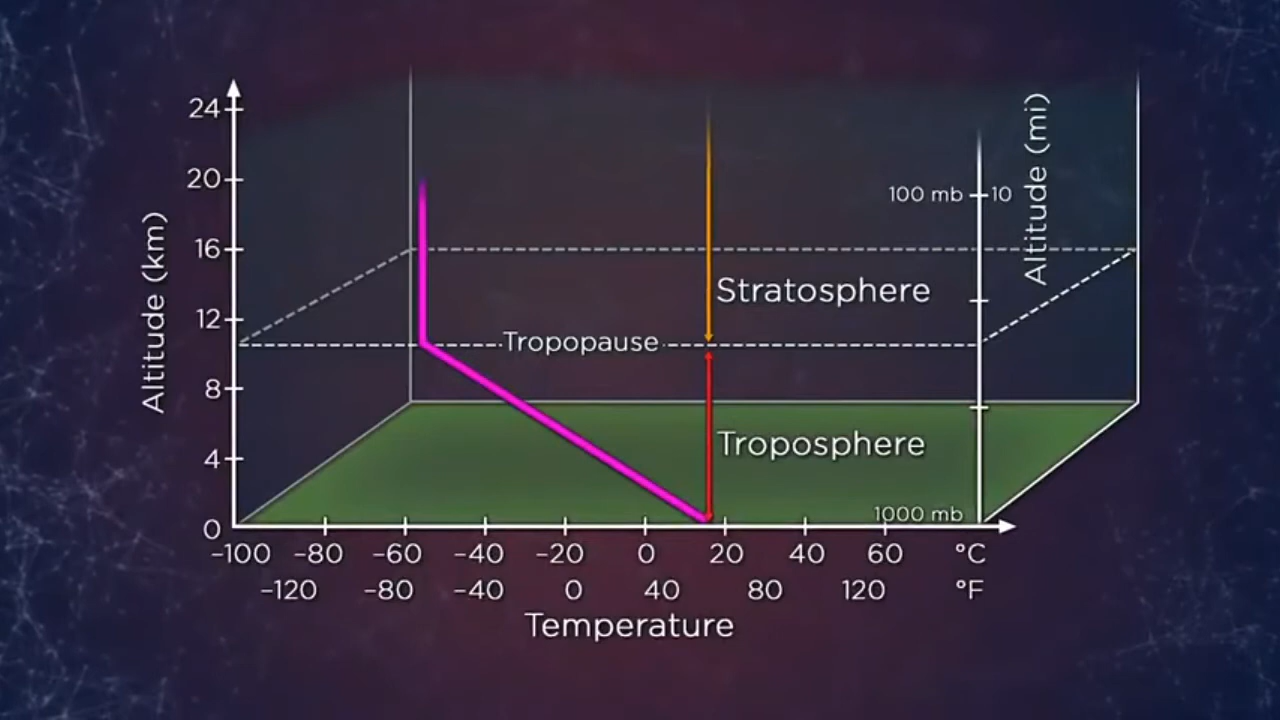 24
20
100 mb
10
Altitude (mi)
16
Altitude (km)
Stratosphere
12
Tropopause
8
4
Troposphere
0
1000 mb
−100 −80 −60 −40 −20 0 20 40 60 °C
−120 −80 −40 0 40 80 120 °F
Temperature